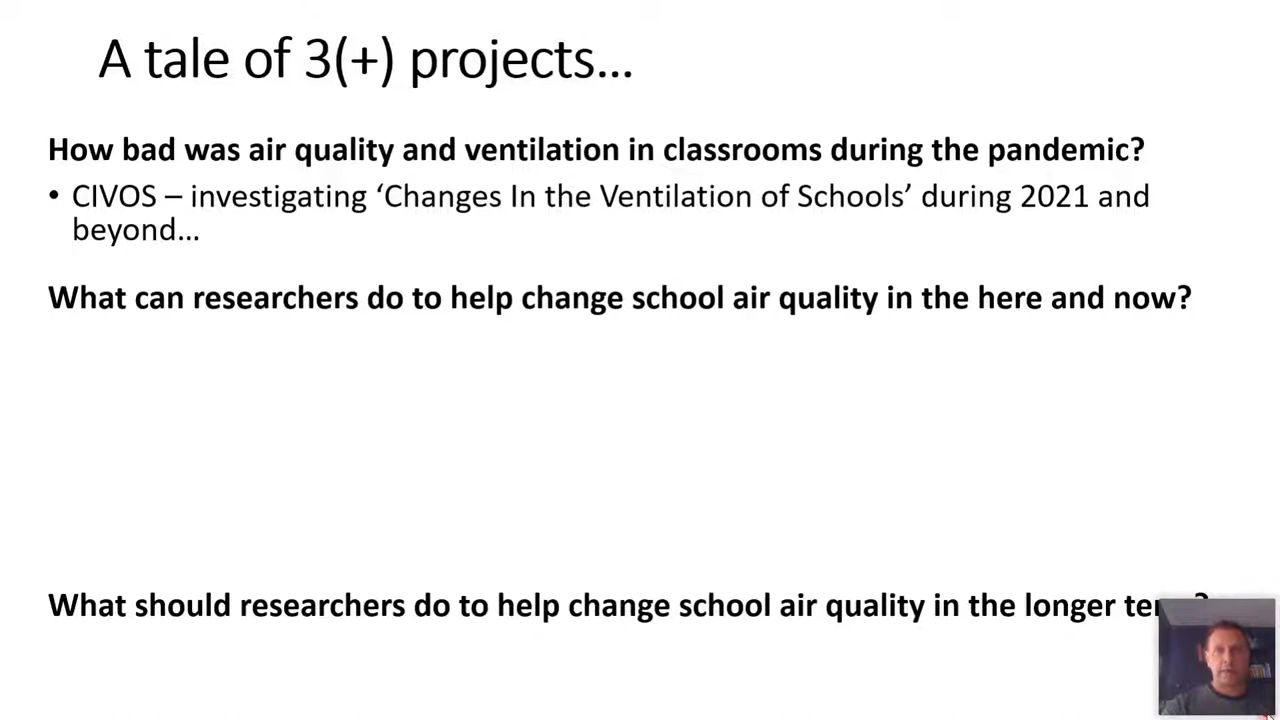 A tale of 3(+) projects...
How bad was air quality and ventilation in classrooms during the pandemic?
• CIVOS – investigating ‘Changes In the Ventilation of Schools’ during 2021 and
beyond...
What can researchers do to help change school air quality in the here and now?
What should researchers do to help change school air quality in the longer